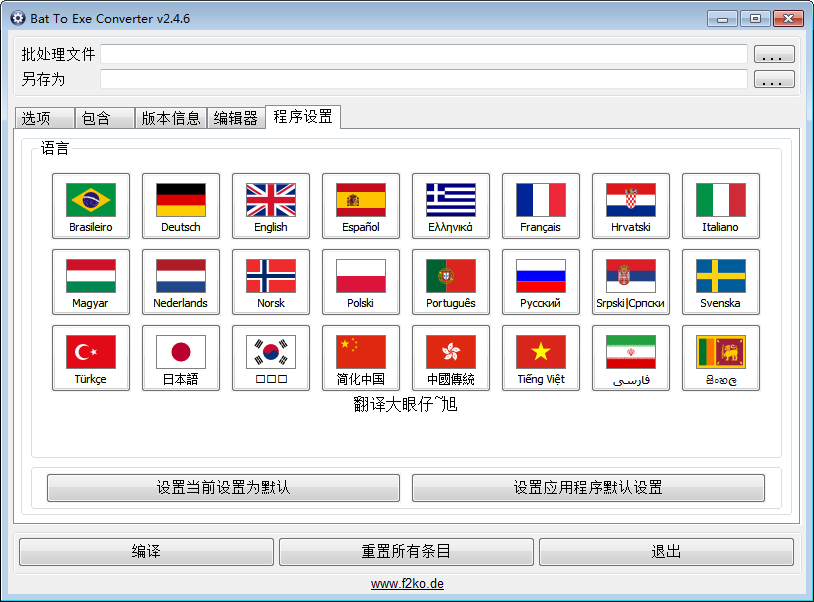 Bat To Exe Converter v2.4.6
批处理文件 ...
另存为 ...
选项 包含 版本信息 编辑器 程序设置
语言
Brasileiro Deutsch English Español Ελληνικά Français Hrvatski Italiano
Magyar Nederlands Norsk Polski Português Русский Srpski|Српски Svenska
Türkçe 日本語 □□□ 简化中国 中國傳統 Tiếng Việt فارسی සිංහල
翻译大眼仔~旭
设置当前设置为默认 设置应用程序默认设置
编译 重置所有条目 退出
www.f2ko.de